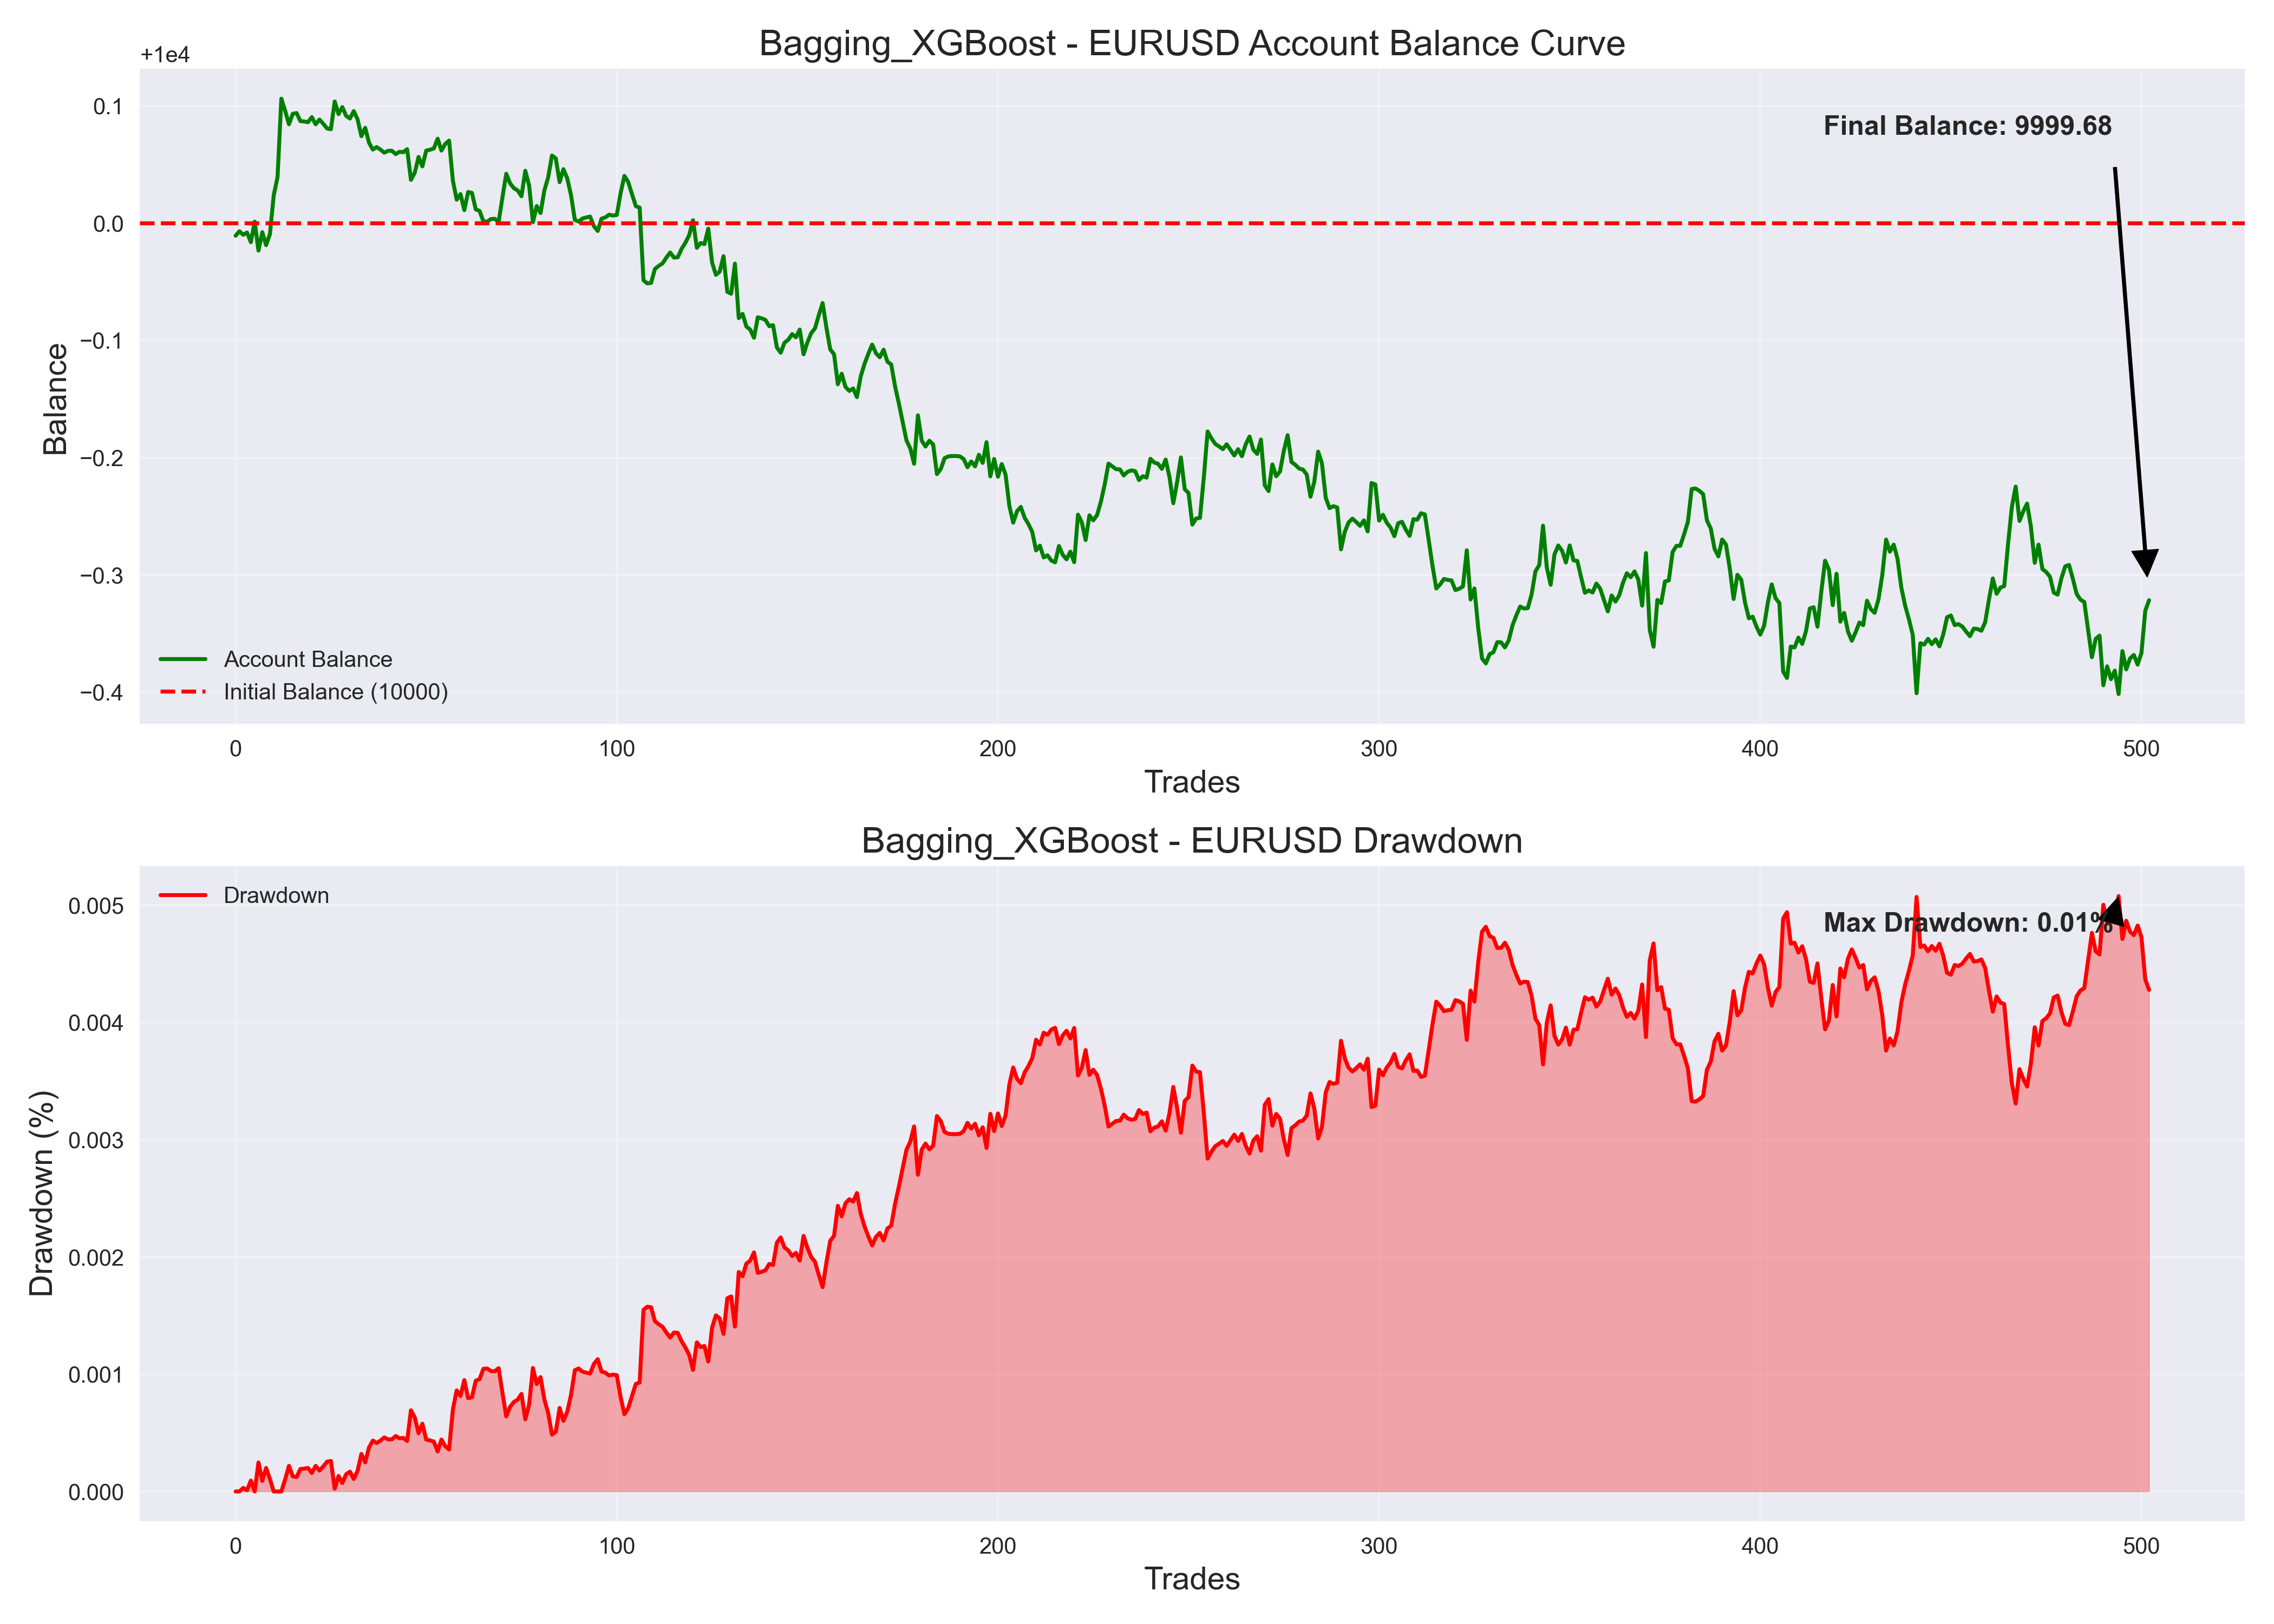 Bagging_XGBoost - EURUSD Account Balance Curve
+1e4
0.1
0.0
−0.1
−0.2
−0.3
−0.4
Balance
Final Balance: 9999.68
Account Balance
Initial Balance (10000)
0 100 200 300 400 500
Trades
Bagging_XGBoost - EURUSD Drawdown
Drawdown
Max Drawdown: 0.01%
0.005
0.004
0.003
0.002
0.001
0.000
Drawdown (%)
0 100 200 300 400 500
Trades